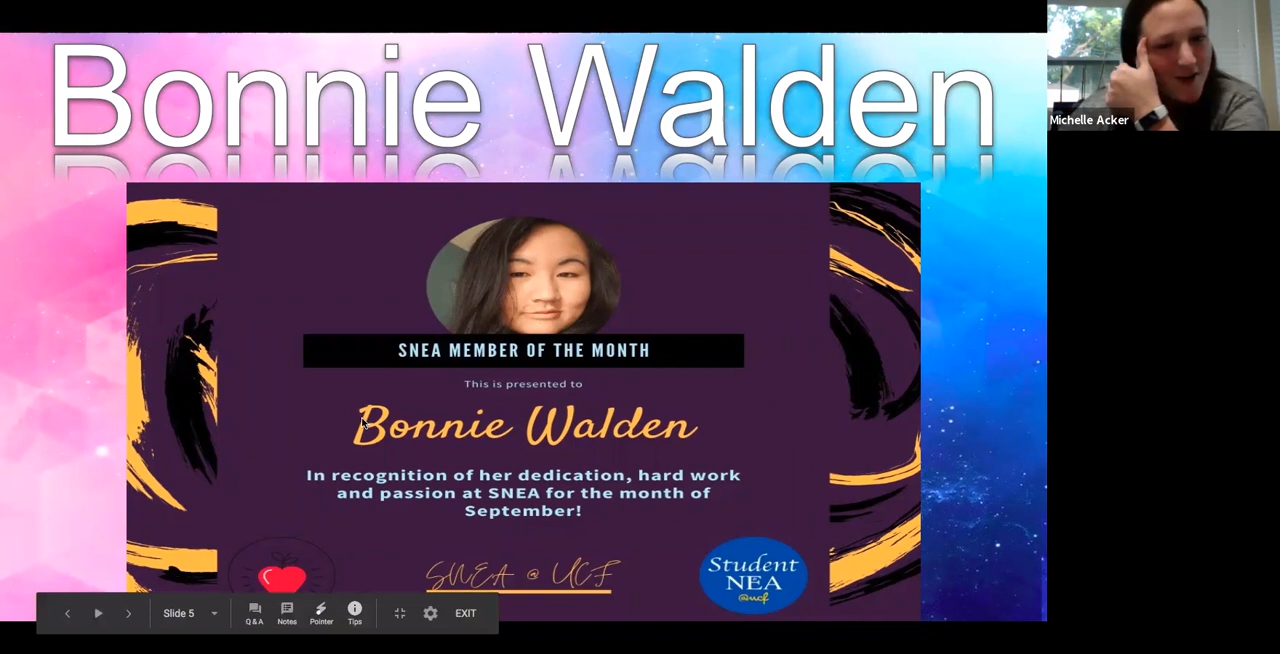 Bonnie Walden
Michelle Acker
SNEA MEMBER OF THE MONTH
This is presented to
Bonnie Walden
In recognition of her dedication, hard work
and passion at SNEA for the month of
September!
SNEA @ UCF
Student
NEA
@ucf
Slide 5
Q & A
Notes
Pointer
Tips
EXIT